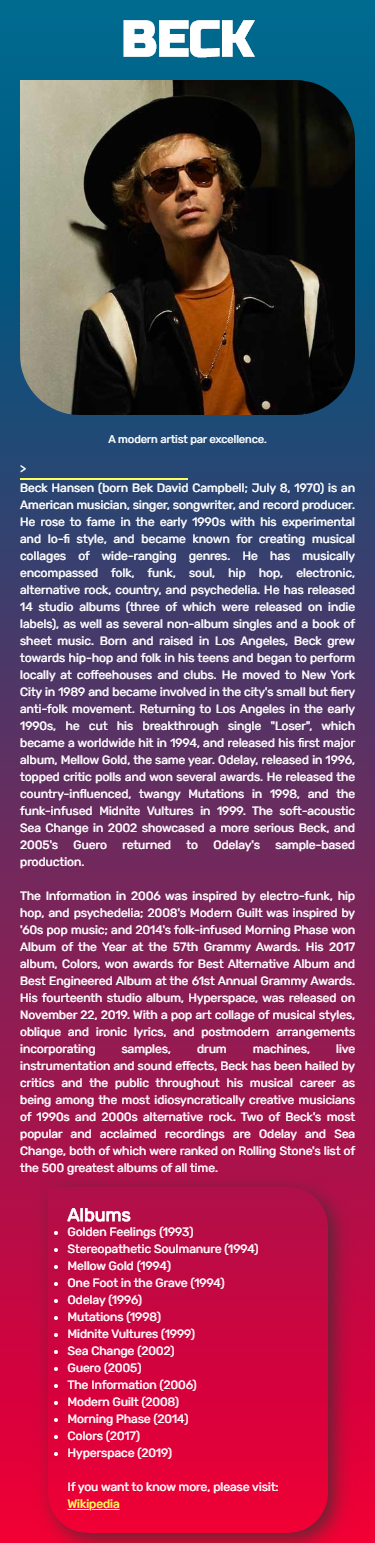 BECK
A modern artist par excellence.
>
Beck Hansen (born Bek David Campbell; July 8, 1970) is an
American musician, singer, songwriter, and record producer.
He rose to fame in the early 1990s with his experimental
and lo-fi style, and became known for creating musical
collages of wide-ranging genres. He has musically
encompassed folk, funk, soul, hip hop, electronic,
alternative rock, country, and psychedelia. He has released
14 studio albums (three of which were released on indie
labels), as well as several non-album singles and a book of
sheet music. Born and raised in Los Angeles, Beck grew
towards hip-hop and folk in his teens and began to perform
locally at coffeehouses and clubs. He moved to New York
City in 1989 and became involved in the city's small but fiery
anti-folk movement. Returning to Los Angeles in the early
1990s, he cut his breakthrough single "Loser", which
became a worldwide hit in 1994, and released his first major
album, Mellow Gold, the same year. Odelay, released in 1996,
topped critic polls and won several awards. He released the
country-influenced, twangy Mutations in 1998, and the
funk-infused Midnite Vultures in 1999. The soft-acoustic
Sea Change in 2002 showcased a more serious Beck, and
2005's Guero returned to Odelay's sample-based
production.
The Information in 2006 was inspired by electro-funk, hip
hop, and psychedelia; 2008's Modern Guilt was inspired by
'60s pop music; and 2014's folk-infused Morning Phase won
Album of the Year at the 57th Grammy Awards. His 2017
album, Colors, won awards for Best Alternative Album and
Best Engineered Album at the 61st Annual Grammy Awards.
His fourteenth studio album, Hyperspace, was released on
November 22, 2019. With a pop art collage of musical styles,
oblique and ironic lyrics, and postmodern arrangements
incorporating samples, drum machines, live
instrumentation and sound effects, Beck has been hailed by
critics and the public throughout his musical career as
being among the most idiosyncratically creative musicians
of 1990s and 2000s alternative rock. Two of Beck's most
popular and acclaimed recordings are Odelay and Sea
Change, both of which were ranked on Rolling Stone's list of
the 500 greatest albums of all time.
Albums
Golden Feelings (1993)
Stereopathetic Soulmanure (1994)
Mellow Gold (1994)
One Foot in the Grave (1994)
Odelay (1996)
Mutations (1998)
Midnite Vultures (1999)
Sea Change (2002)
Guero (2005)
The Information (2006)
Modern Guilt (2008)
Morning Phase (2014)
Colors (2017)
Hyperspace (2019)
If you want to know more, please visit:
Wikipedia